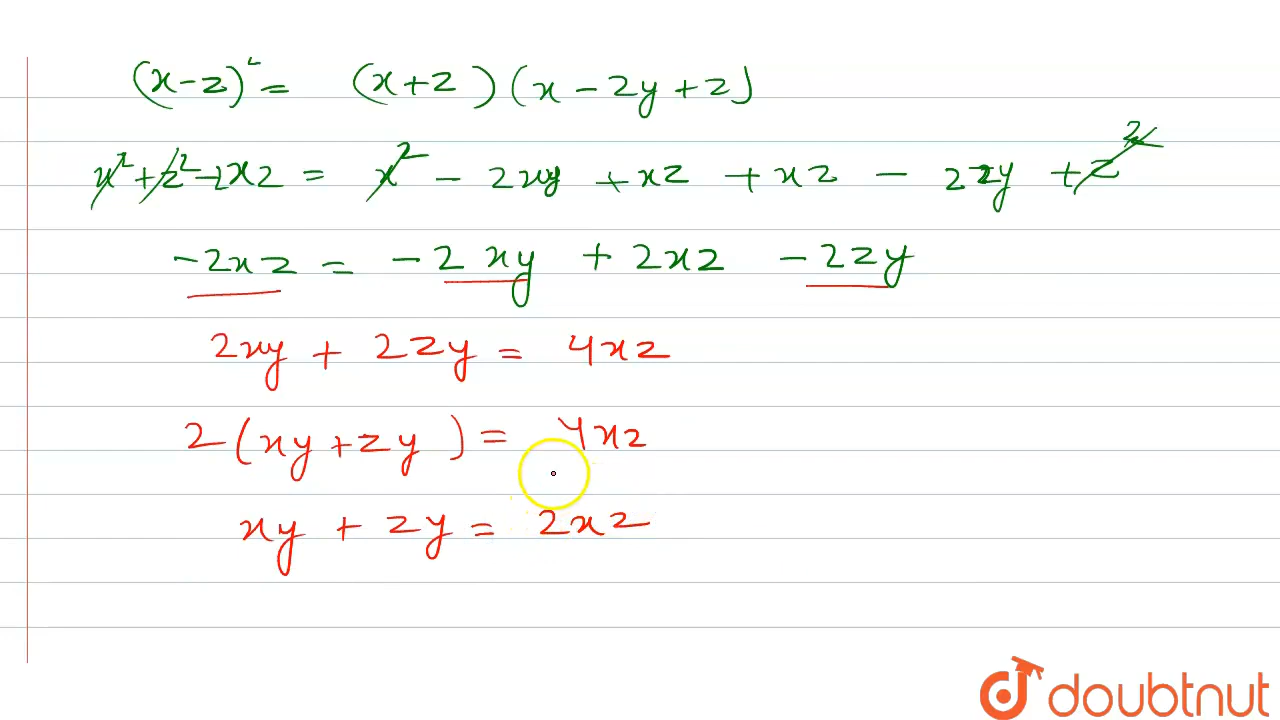 (x-z)² = (x+z)(x-2y+z)
x²+z²-2xz = x² - 2xy + xz + xz - 2zy + z²
-2xz = -2xy + 2xz - 2zy
2xy + 2zy = 4xz
2(xy+zy) = 4xz
xy + zy = 2xz
doubtnut